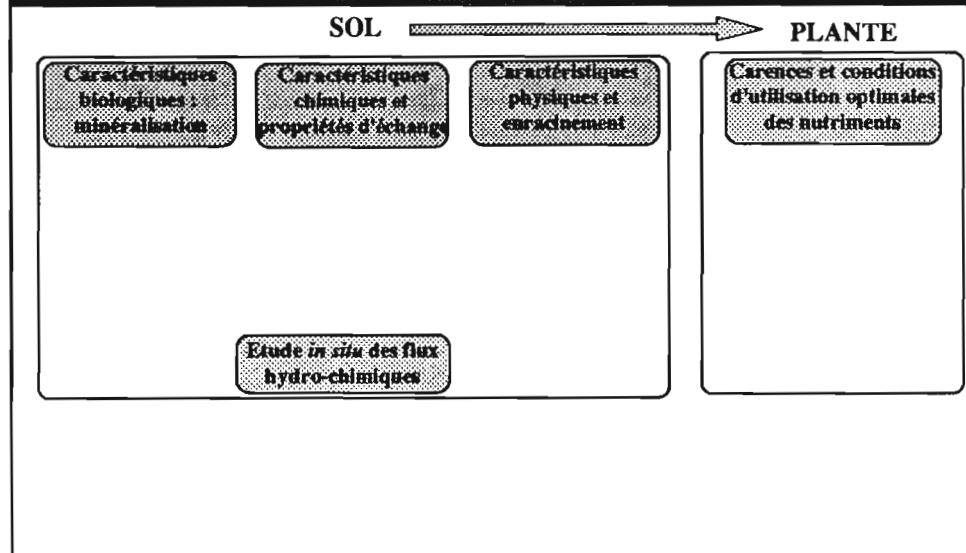 SOL
PLANTE
Caractéristiques
biologiques :
minéralisation
Caractéristiques
chimiques et
propriétés d'échange
Caractéristiques
physiques et
enracinement
Carences et conditions
d'utilisation optimales
des nutriments
Etude in situ des flux
hydro-chimiques